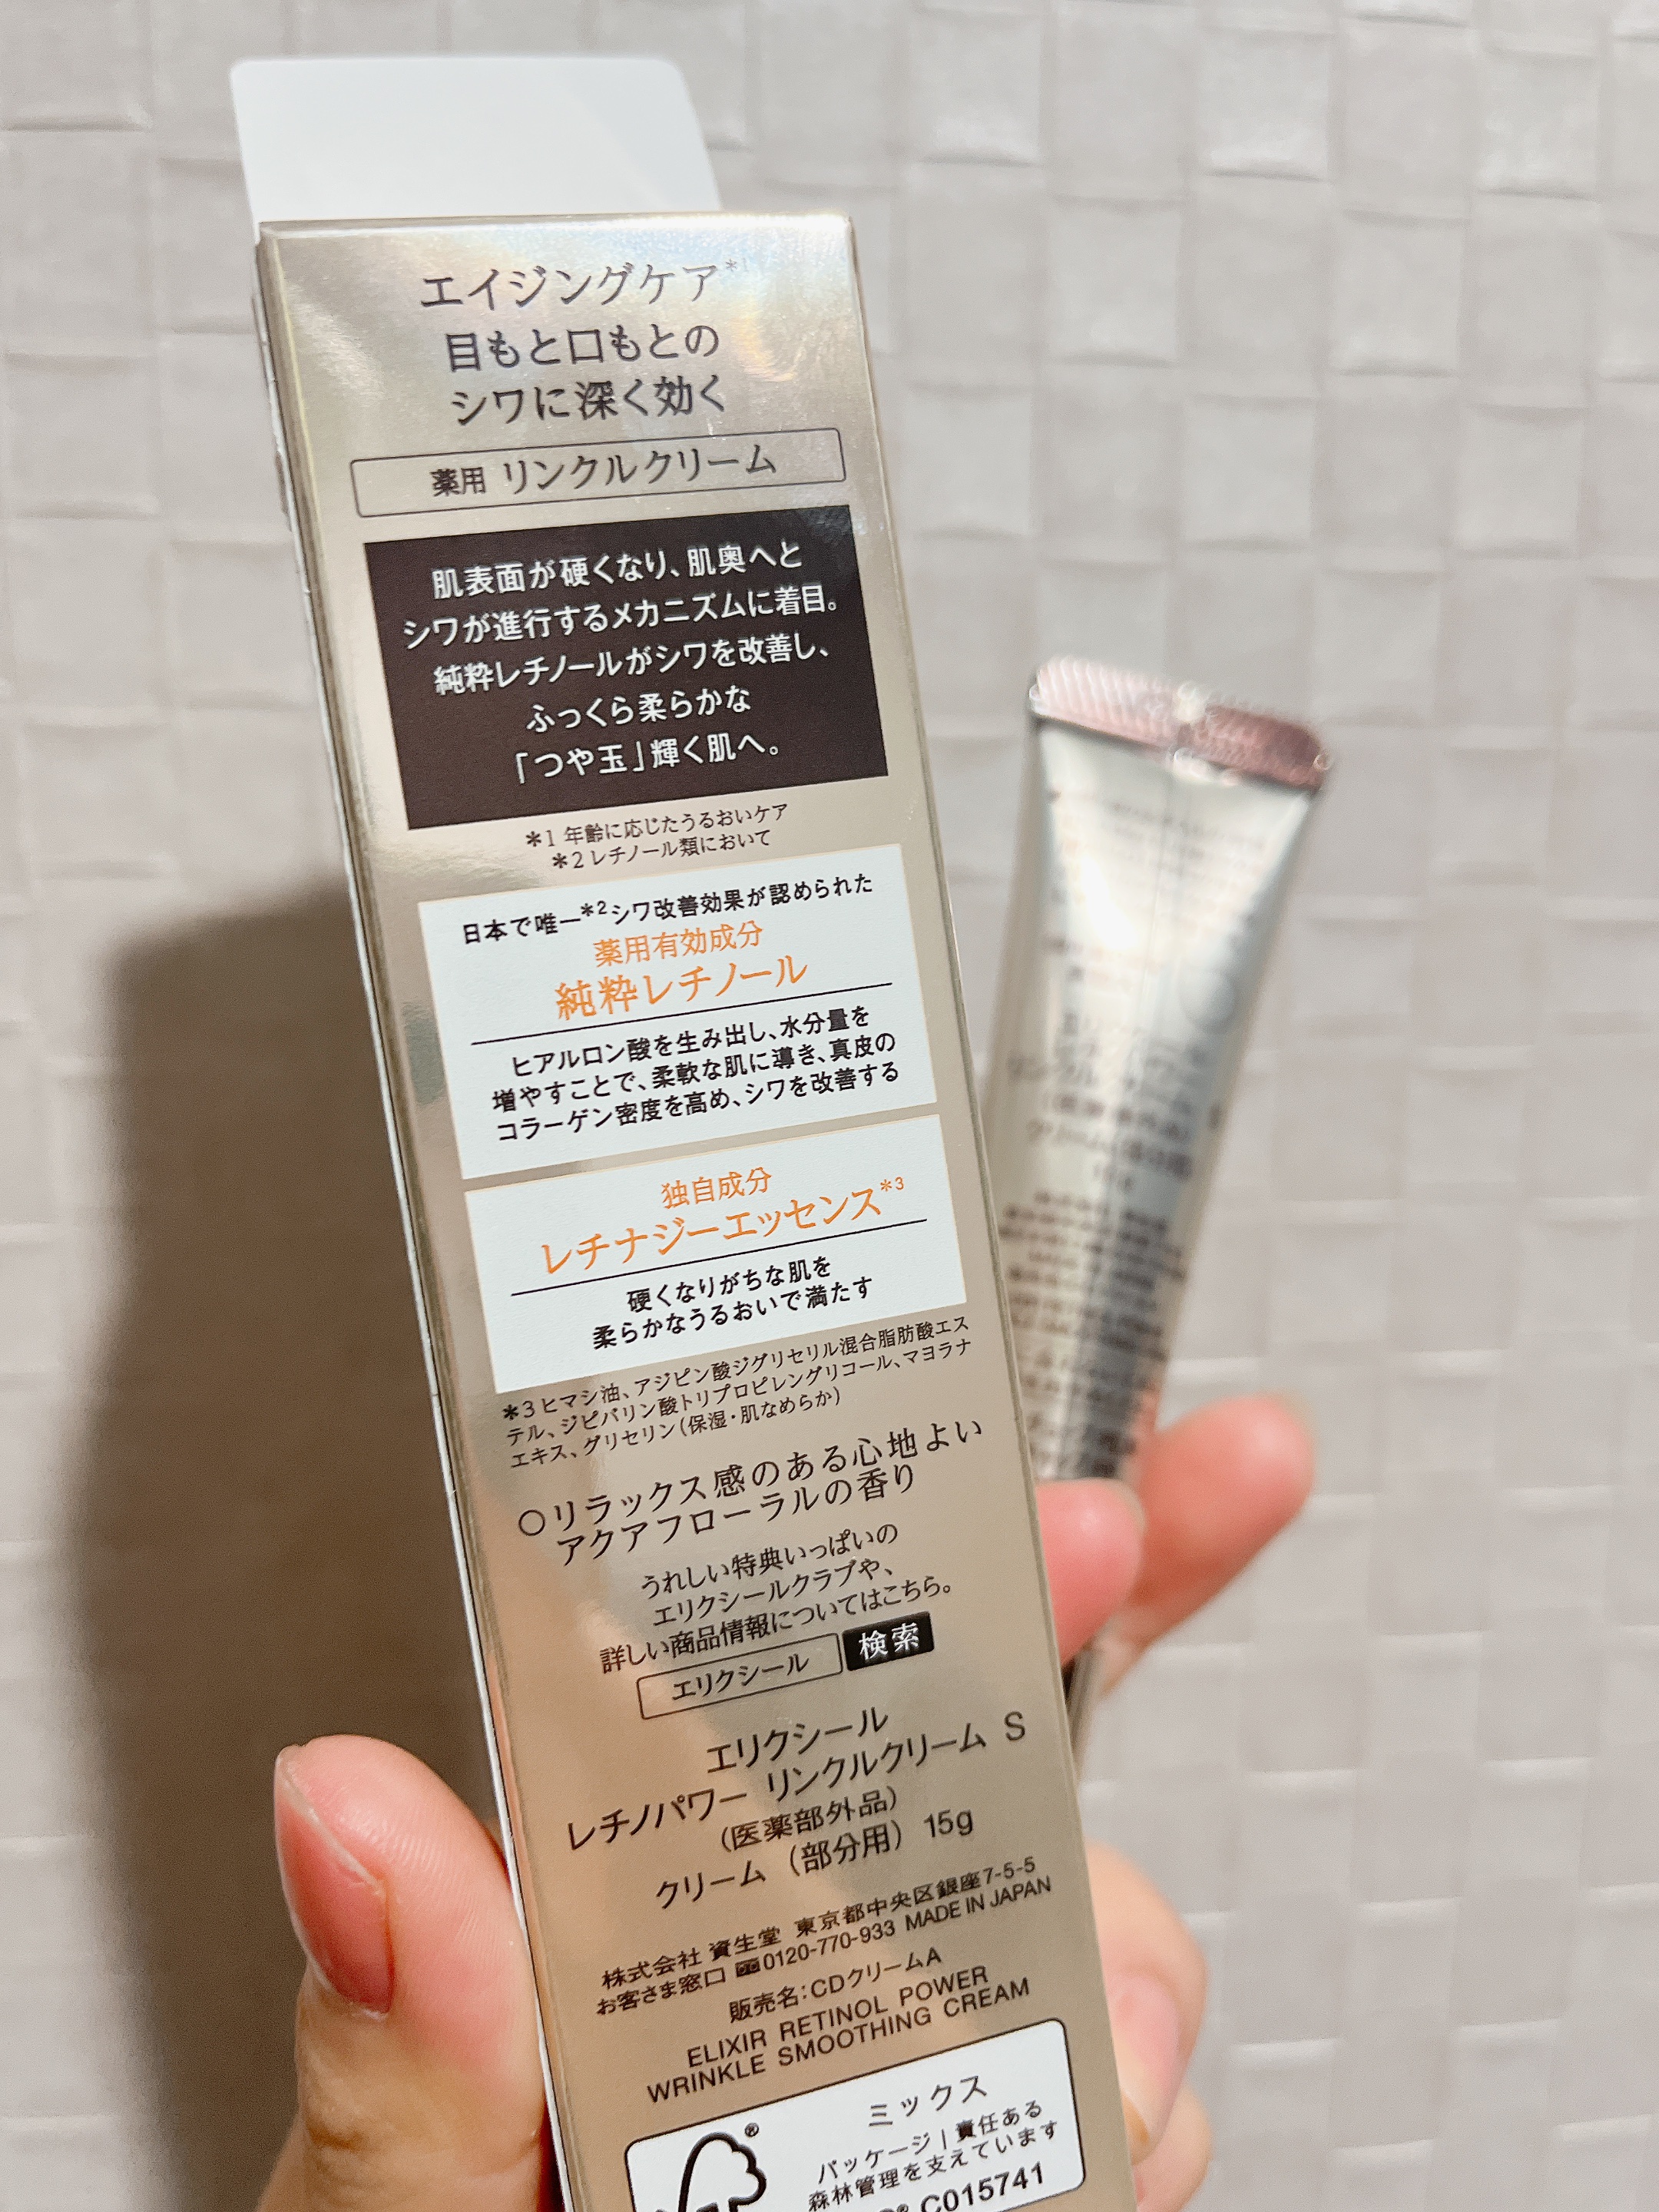 エイジングケア*1
目もと口もとの
シワに深く効く
薬用 リンクルクリーム
肌表面が硬くなり、肌奥へと
シワが進行するメカニズムに着目。
純粋レチノールがシワを改善し、
ふっくら柔らかな
「つや玉」輝く肌へ。
*1 年齢に応じたうるおいケア
*2 レチノール類において
日本で唯一*2シワ改善効果が認められた
薬用有効成分
純粋レチノール
ヒアルロン酸を生み出し、水分量を
増やすことで、柔軟な肌に導き、真皮の
コラーゲン密度を高め、シワを改善する
独自成分
レチナジーエッセンス*3
硬くなりがちな肌を
柔らかなうるおいで満たす
*3 ヒマシ油、アジピン酸ジグリセリル混合脂肪酸エス
テル、ジピバリン酸トリプロピレングリコール、マヨラナ
エキス、グリセリン(保湿・肌なめらか)
○リラックス感のある心地よい
アクアフローラルの香り
うれしい特典いっぱいの
エリクシールクラブや、
詳しい商品情報についてはこちら。
エリクシール 検索
エリクシール
レチノパワー リンクルクリーム S
(医薬部外品)
クリーム (部分用) 15g
株式会社 資生堂 東京都中央区銀座7-5-5
お客さま窓口 0120-770-933 MADE IN JAPAN
販売名:CDクリームA
ELIXIR RETINOL POWER
WRINKLE SMOOTHING CREAM
ミックス
パッケージ | 責任ある
森林管理を支えています
C015741